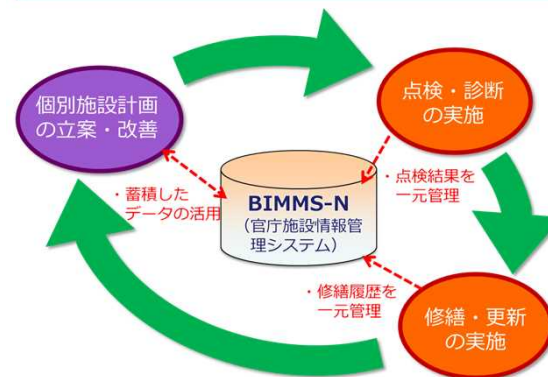 個別施設計画
の立案・改善
点検・診断
の実施
・蓄積した
データの活用
BIMMS-N
（官庁施設情報管
理システム）
・点検結果を
一元管理
・修繕履歴を
一元管理
修繕・更新
の実施